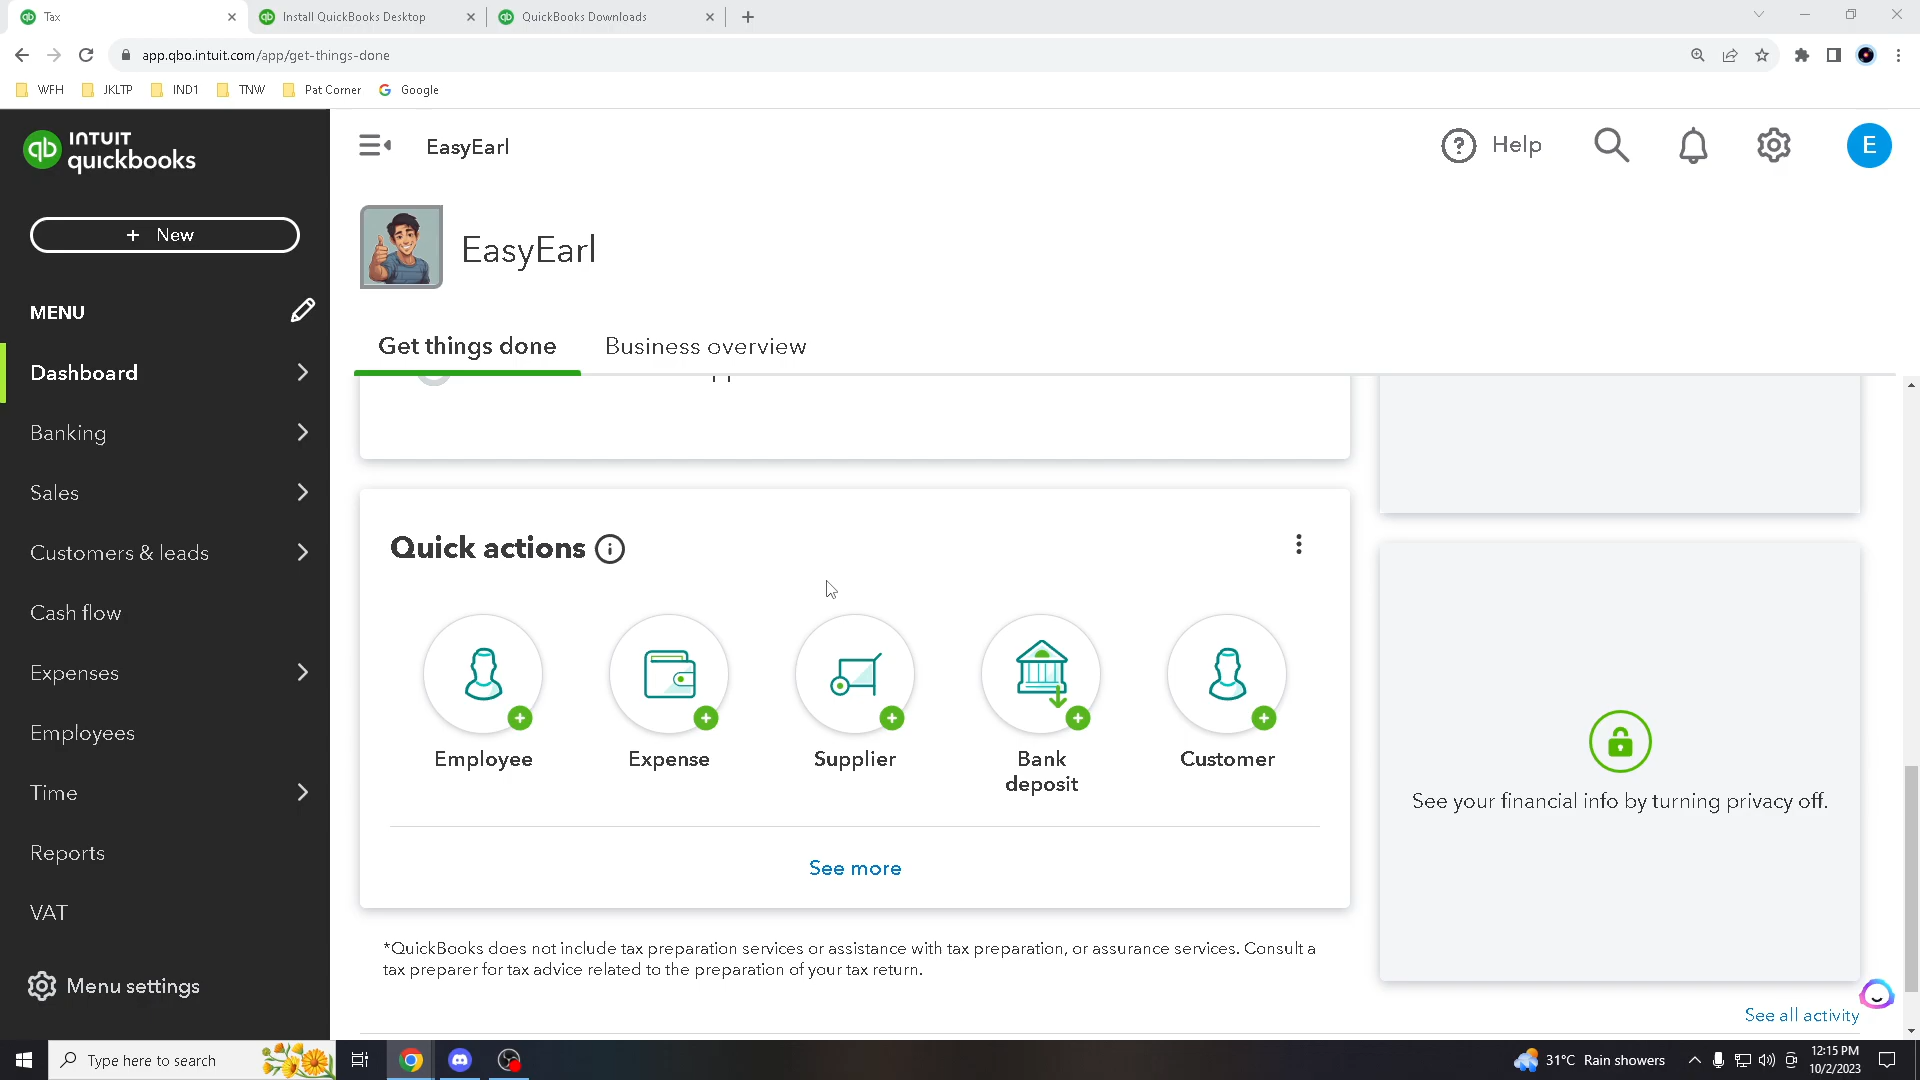 Tax
Install QuickBooks Desktop
QuickBooks Downloads
app.qbo.intuit.com/app/get-things-done
WFH
JKLTP
IND1
TNW
Pat Corner
Google
qb INTUIT
quickbooks
EasyEarl
Help
E
+ New
EasyEarl
MENU
Get things done
Business overview
Dashboard
Banking
Sales
Customers & leads
Cash flow
Expenses
Employees
Time
Reports
VAT
Menu settings
Quick actions
Employee
Expense
Supplier
Bank
deposit
Customer
See more
See your financial info by turning privacy off.
*QuickBooks does not include tax preparation services or assistance with tax preparation, or assurance services. Consult a
tax preparer for tax advice related to the preparation of your tax return.
See all activity
Type here to search
31°C Rain showers
12:15 PM
10/2/2023